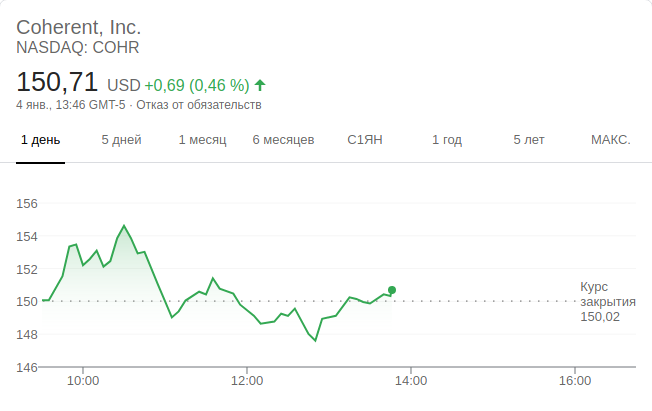 Coherent, Inc.
NASDAQ: COHR
150,71 USD +0,69 (0,46 %)
4 янв., 13:46 GMT-5 · Отказ от обязательств
1 день 5 дней 1 месяц 6 месяцев С1ЯН 1 год 5 лет МАКС.
156
154
152
150
148
146
Курс
закрытия
150,02
10:00 12:00 14:00 16:00